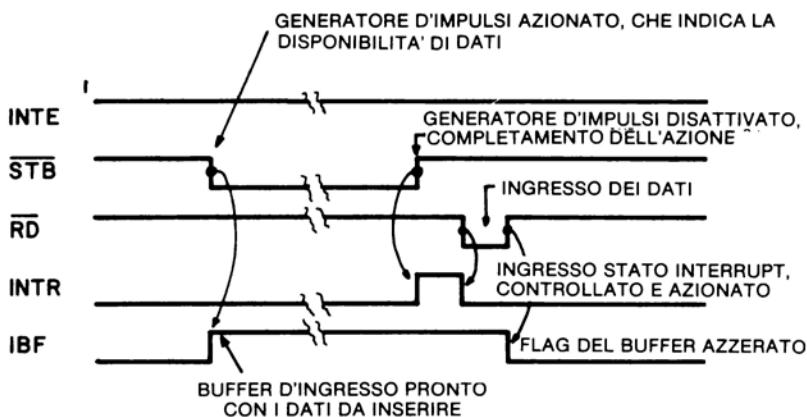 GENERATORE D'IMPULSI AZIONATO, CHE INDICA LA
DISPONIBILITA' DI DATI
INTE
GENERATORE D'IMPULSI DISATTIVATO,
COMPLETAMENTO DELL'AZIONE
STB
INGRESSO DEI DATI
RD
INTR
INGRESSO STATO INTERRUPT,
CONTROLLATO E AZIONATO
IBF
FLAG DEL BUFFER AZZERATO
BUFFER D'INGRESSO PRONTO
CON I DATI DA INSERIRE